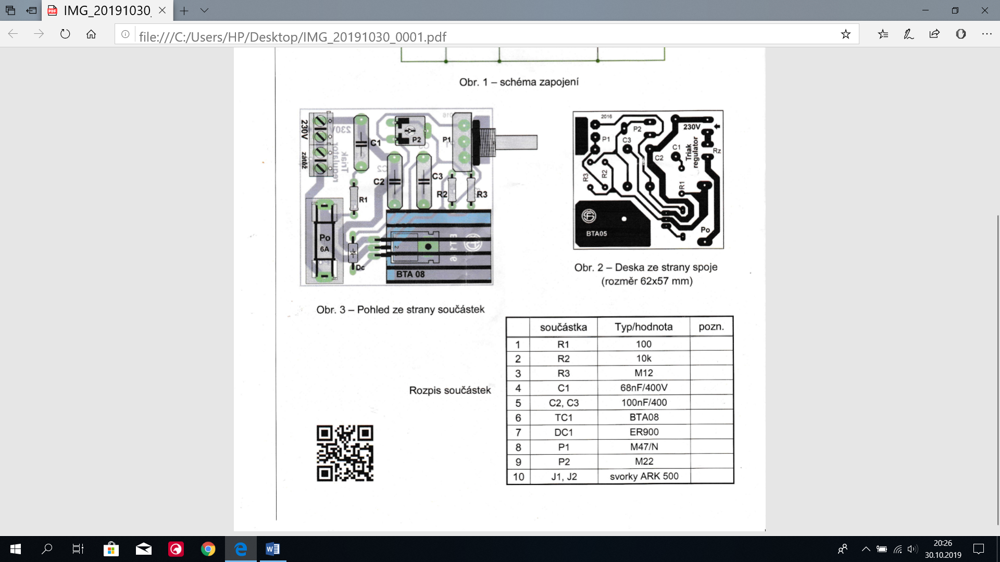 IMG_20191030_
file:///C:/Users/HP/Desktop/IMG_20191030_0001.pdf
Obr. 1 – schéma zapojení
230V
zátěž
230V
Triak
regulator
C1
P2
P1
C2
C3
R2
R3
R1
Po
6A
Dc
BTA 08
Obr. 3 – Pohled ze strany součástek
2016
P1
P2
C3
230V
C1
C2
Triak
regulator
Rz
R3
R2
R1
Po
BTA05
Obr. 2 – Deska ze strany spoje
(rozměr 62x57 mm)
Rozpis součástek
součástka Typ/hodnota pozn.
1 R1 100
2 R2 10k
3 R3 M12
4 C1 68nF/400V
5 C2, C3 100nF/400
6 TC1 BTA08
7 DC1 ER900
8 P1 M47/N
9 P2 M22
10 J1, J2 svorky ARK 500
20:26
30.10.2019